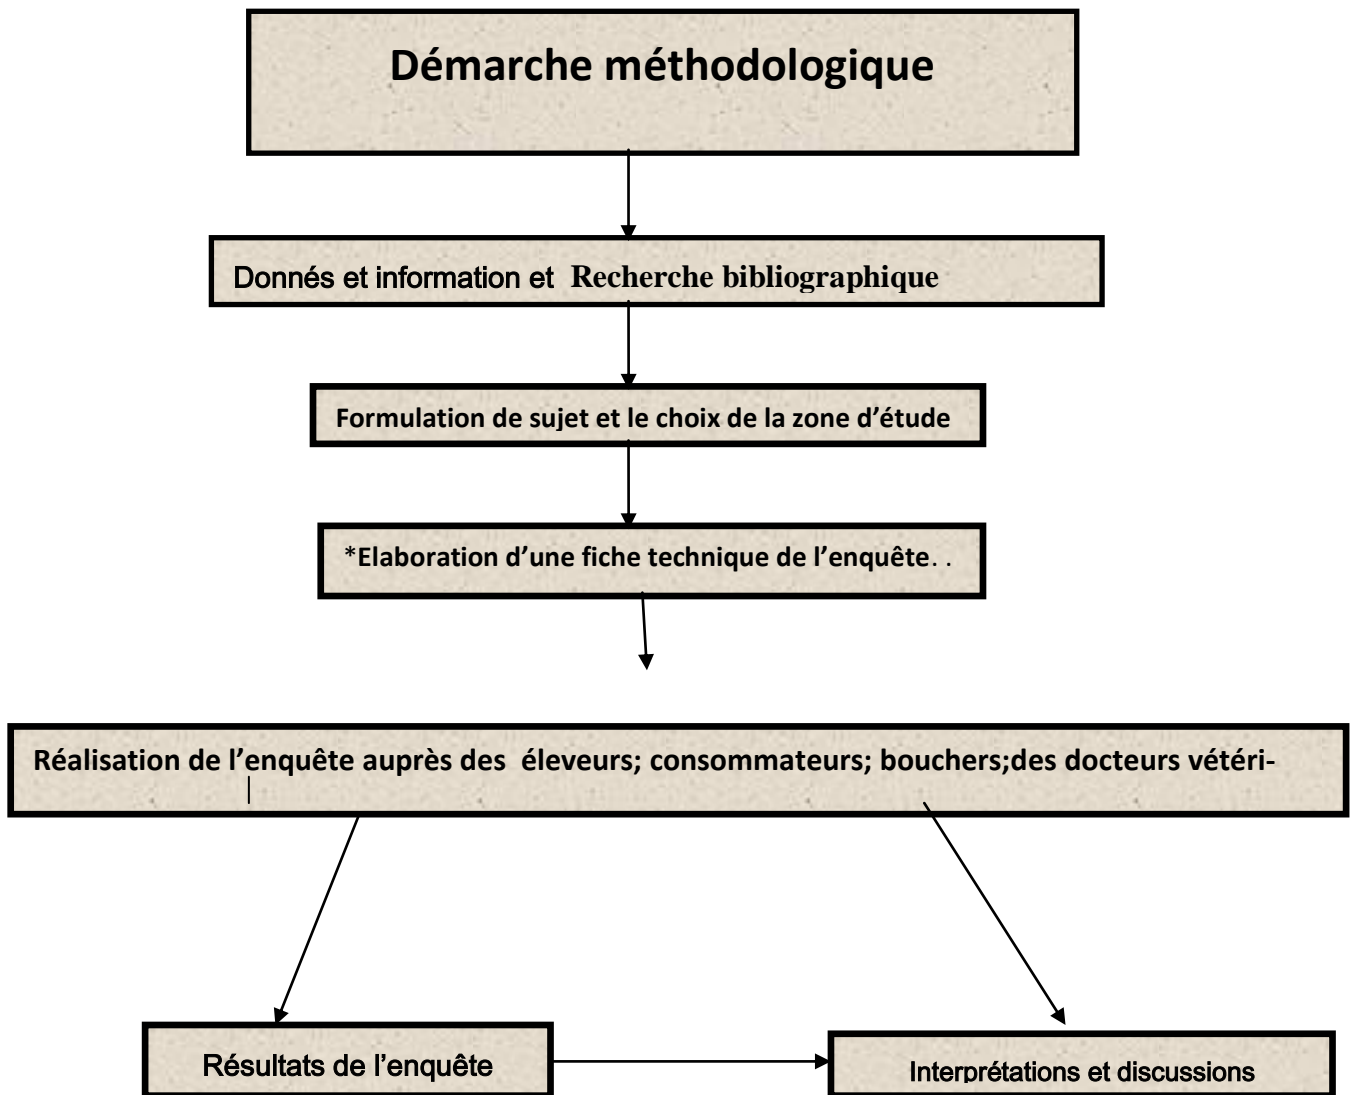 Démarche méthodologique
Donnés et information et Recherche bibliographique
Formulation de sujet et le choix de la zone d’étude
*Elaboration d’une fiche technique de l’enquête. .
Réalisation de l’enquête auprès des éleveurs; consommateurs; bouchers;des docteurs vétéri-
Résultats de l’enquête
Interprétations et discussions